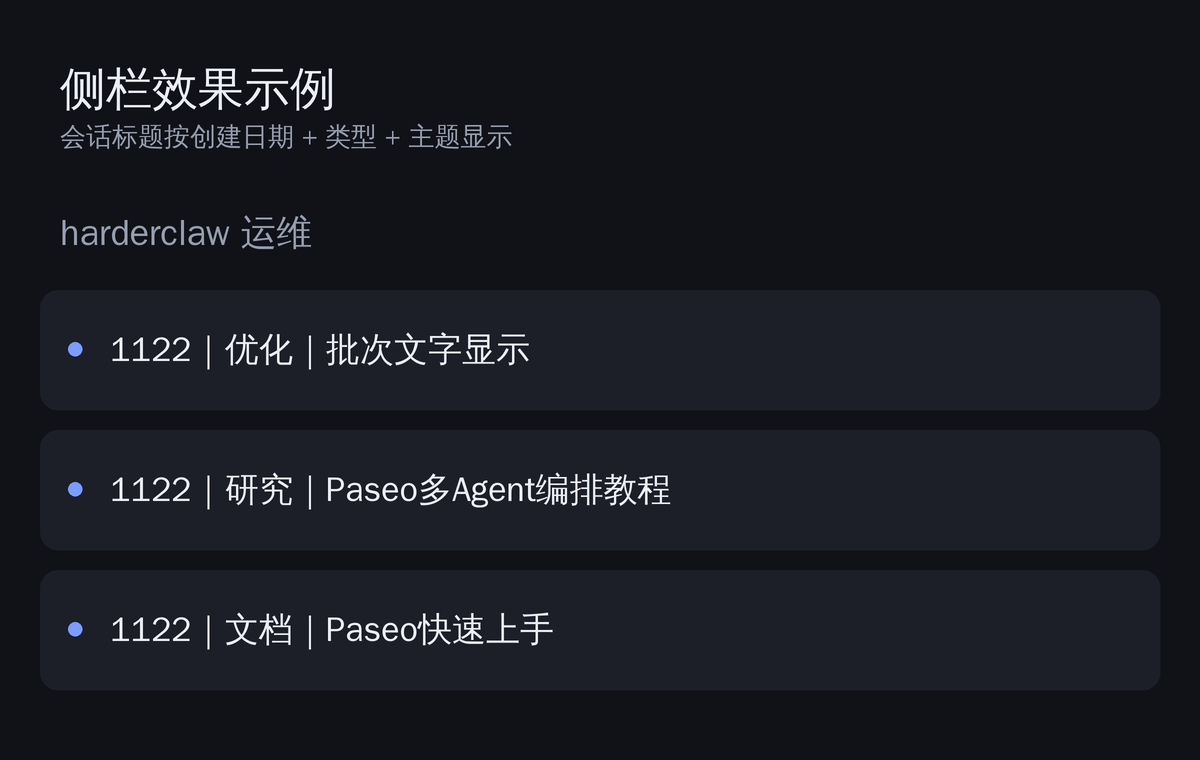 侧栏效果示例
会话标题按创建日期 + 类型 + 主题显示
harderclaw 运维
1122｜优化｜批次文字显示
1122｜研究｜Paseo多Agent编排教程
1122｜文档｜Paseo快速上手